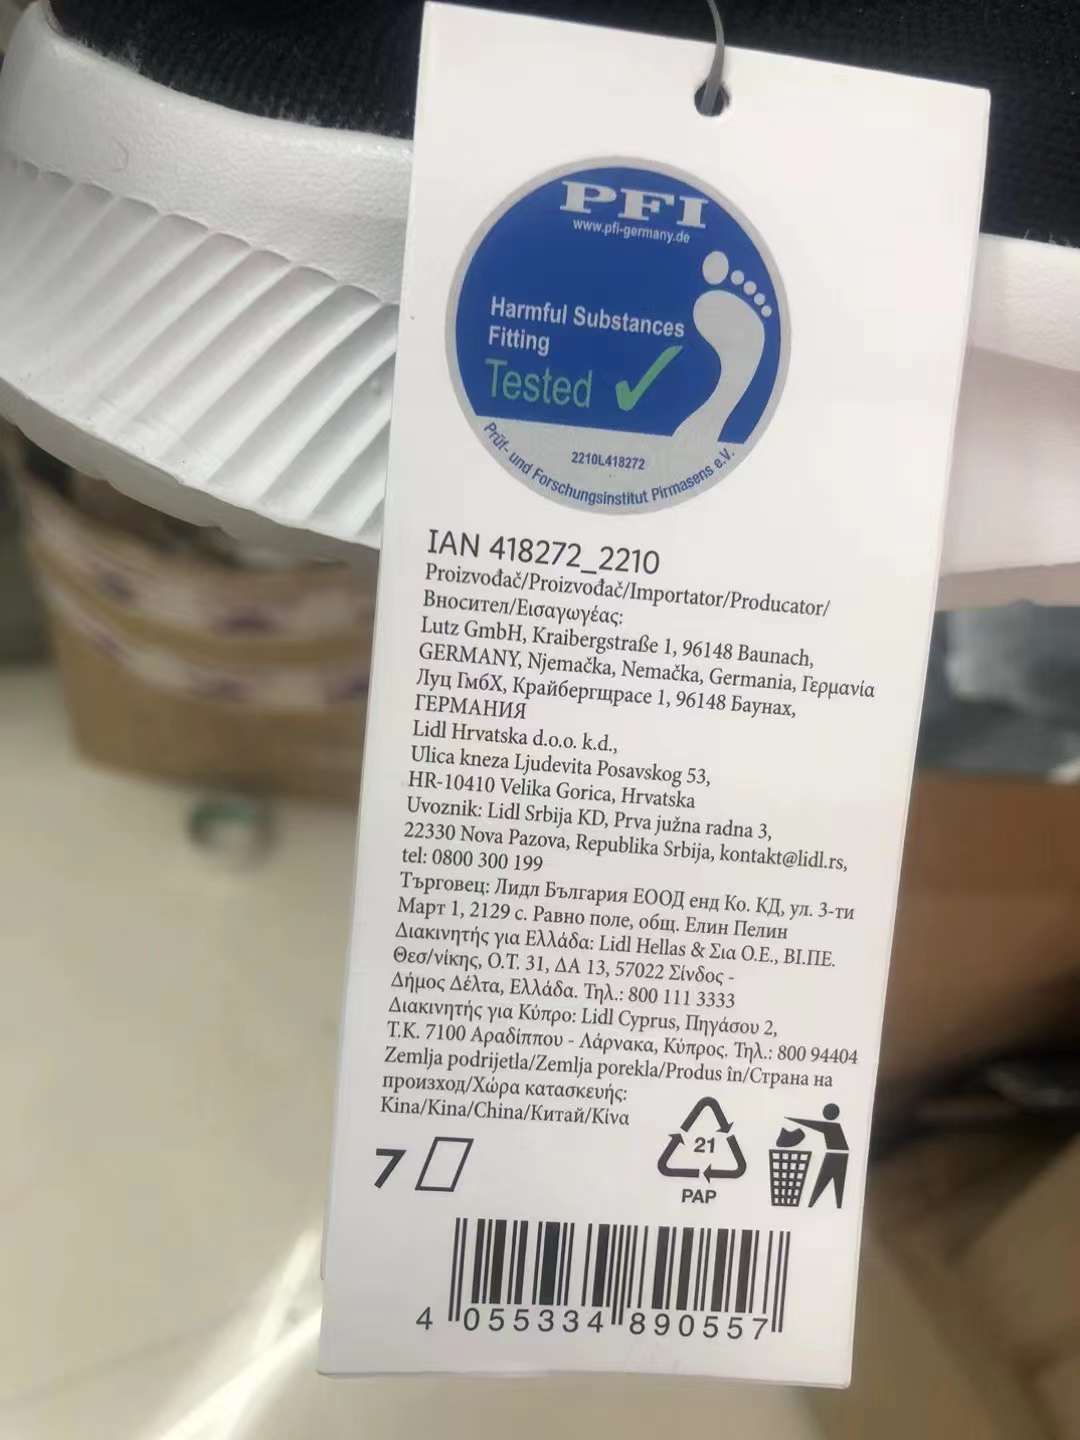 PFI
www.pfi-germany.de
Harmful Substances
Fitting
Tested
2210L418272
Prüf- und Forschungsinstitut Pirmasens e.V.
IAN 418272_2210
Proizvođač/Proizvođač/Importator/Producator/
Вносител/Εισαγωγέας:
Lutz GmbH, Kraibergstraße 1, 96148 Baunach,
GERMANY, Njemačka, Nemačka, Germania, Γερμανία
Луц ГмбХ, Крайбергщрасе 1, 96148 Баунах,
ГЕРМАНИЯ
Lidl Hrvatska d.o.o. k.d.,
Ulica kneza Ljudevita Posavskog 53,
HR-10410 Velika Gorica, Hrvatska
Uvoznik: Lidl Srbija KD, Prva južna radna 3,
22330 Nova Pazova, Republika Srbija, kontakt@lidl.rs,
tel: 0800 300 199
Търговец: Лидл България ЕООД енд Ко. КД, ул. 3-ти
Март 1, 2129 с. Равно поле, общ. Елин Пелин
Διακινητής για Ελλάδα: Lidl Hellas & Σια Ο.Ε., ΒΙ.ΠΕ.
Θεσ/νίκης, Ο.Τ. 31, ΔΑ 13, 57022 Σίνδος -
Δήμος Δέλτα, Ελλάδα. Τηλ.: 800 111 3333
Διακινητής για Κύπρο: Lidl Cyprus, Πηγάσου 2,
Τ.Κ. 7100 Αραδίππου - Λάρνακα, Κύπρος. Τηλ.: 800 94404
Zemlja podrijetla/Zemlja porekla/Produs în/Страна на
произход/Χώρα κατασκευής:
Kina/Kina/China/Китай/Κίνα
7
21
PAP
4 055334 890557